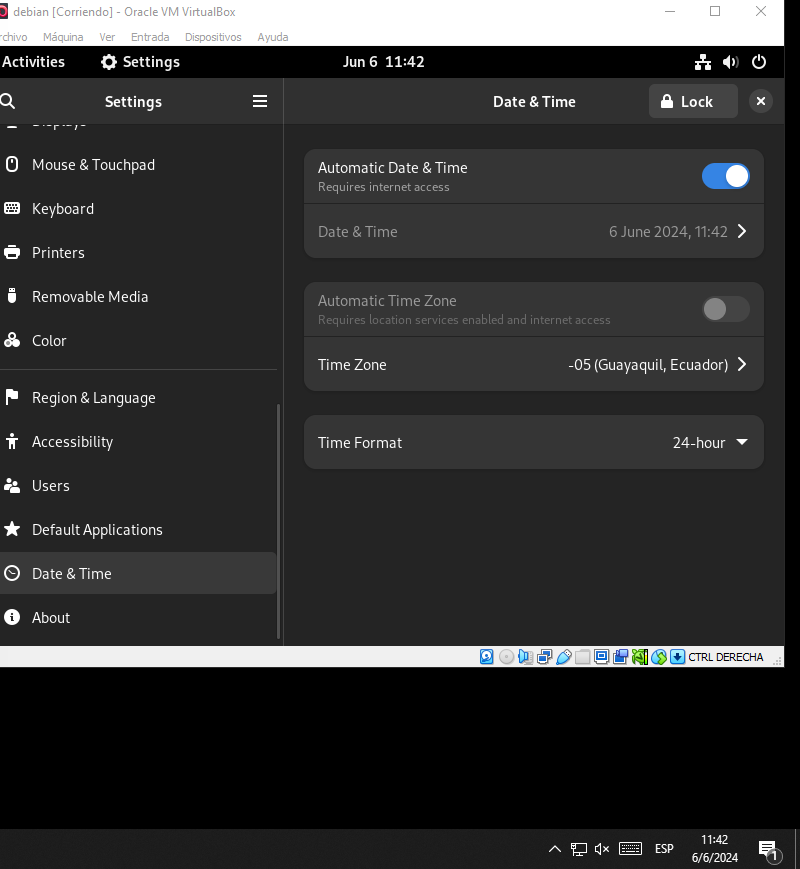 debian [Corriendo] - Oracle VM VirtualBox
rchivo Máquina Ver Entrada Dispositivos Ayuda
Activities Settings Jun 6 11:42
Settings Date & Time Lock
Displays
Mouse & Touchpad
Keyboard
Printers
Removable Media
Color
Region & Language
Accessibility
Users
Default Applications
Date & Time
About
Automatic Date & Time
Requires internet access
Date & Time 6 June 2024, 11:42
Automatic Time Zone
Requires location services enabled and internet access
Time Zone -05 (Guayaquil, Ecuador)
Time Format 24-hour
CTRL DERECHA
ESP
11:42
6/6/2024
1